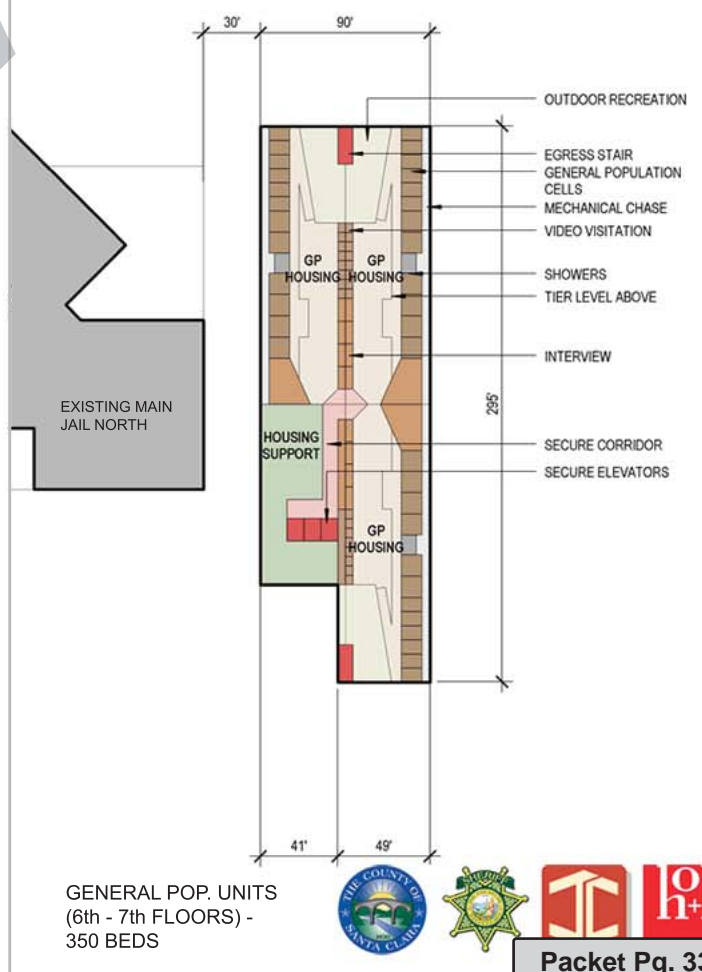 30'
90'
OUTDOOR RECREATION
EGRESS STAIR
GENERAL POPULATION
CELLS
MECHANICAL CHASE
VIDEO VISITATION
GP
HOUSING
GP
HOUSING
SHOWERS
TIER LEVEL ABOVE
INTERVIEW
295'
EXISTING MAIN
JAIL NORTH
HOUSING
SUPPORT
SECURE CORRIDOR
SECURE ELEVATORS
GP
HOUSING
41'
49'
GENERAL POP. UNITS
(6th - 7th FLOORS) -
350 BEDS
THE COUNTY OF
SANTA CLARA
SHERIFF
Packet Pg. 33